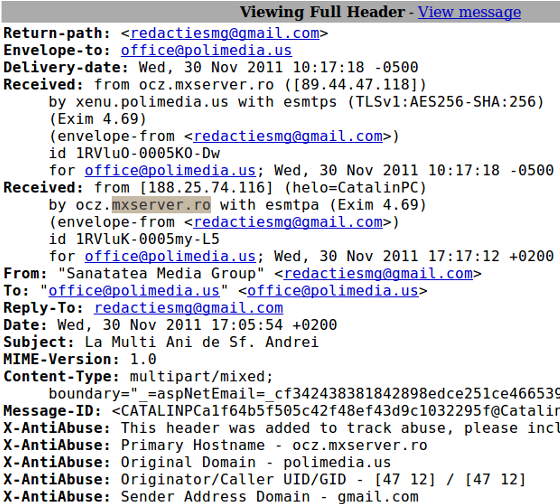 Viewing Full Header - View message
Return-path: <redactiesmg@gmail.com>
Envelope-to: office@polimedia.us
Delivery-date: Wed, 30 Nov 2011 10:17:18 -0500
Received: from ocz.mxserver.ro ([89.44.47.118])
by xenu.polimedia.us with esmtps (TLSv1:AES256-SHA:256)
(Exim 4.69)
(envelope-from <redactiesmg@gmail.com>)
id 1RVluO-0005KO-Dw
for office@polimedia.us; Wed, 30 Nov 2011 10:17:18 -0500
Received: from [188.25.74.116] (helo=CatalinPC)
by ocz.mxserver.ro with esmtpa (Exim 4.69)
(envelope-from <redactiesmg@gmail.com>)
id 1RVluK-0005my-L5
for office@polimedia.us; Wed, 30 Nov 2011 17:17:12 +0200
From: "Sanatatea Media Group" <redactiesmg@gmail.com>
To: "office@polimedia.us" <office@polimedia.us>
Reply-To: redactiesmg@gmail.com
Date: Wed, 30 Nov 2011 17:05:54 +0200
Subject: La Multi Ani de Sf. Andrei
MIME-Version: 1.0
Content-Type: multipart/mixed;
boundary="_=aspNetEmail=_cf342438381842898edce251ce466539
Message-ID: <CATALINPCa1f64b5f505c42f48ef43d9c1032295f@Catalin
X-AntiAbuse: This header was added to track abuse, please incl
X-AntiAbuse: Primary Hostname - ocz.mxserver.ro
X-AntiAbuse: Original Domain - polimedia.us
X-AntiAbuse: Originator/Caller UID/GID - [47 12] / [47 12]
X-AntiAbuse: Sender Address Domain - gmail.com